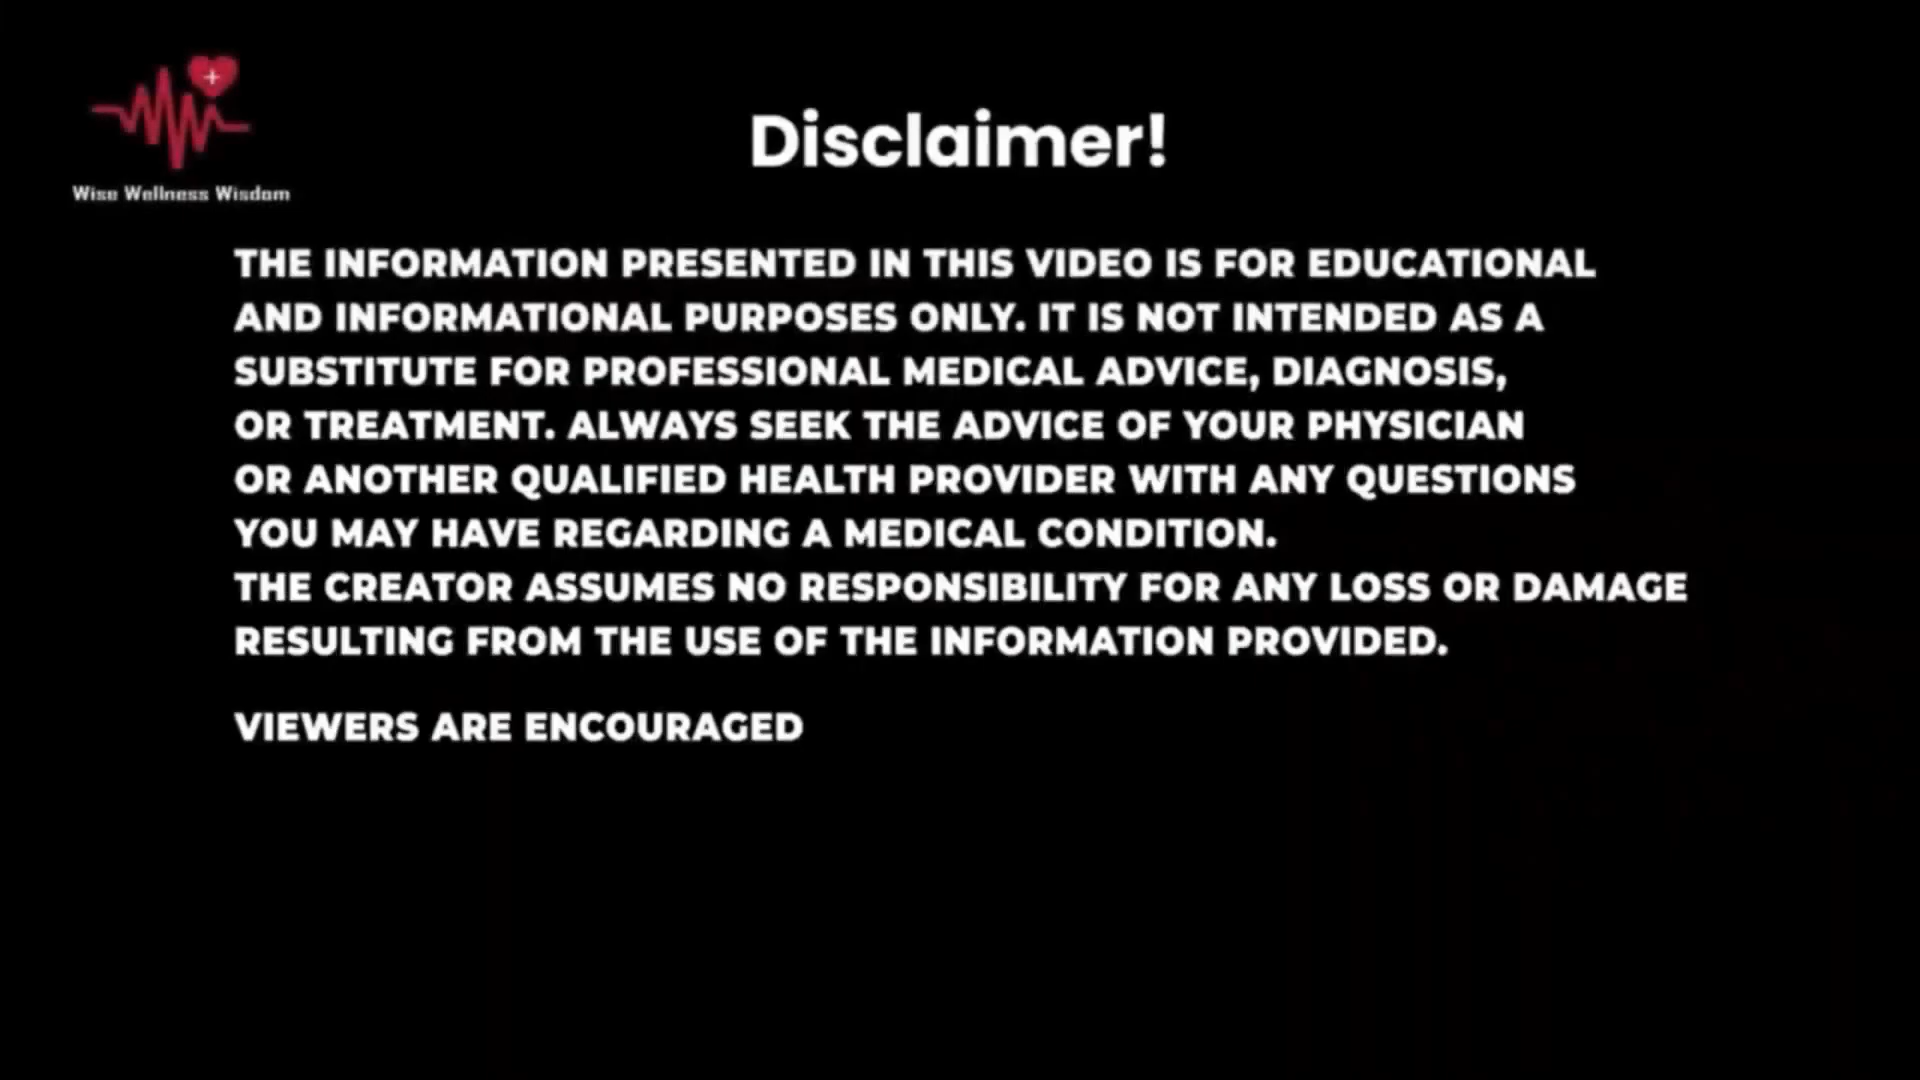 Wise Wellness Wisdom
Disclaimer!
THE INFORMATION PRESENTED IN THIS VIDEO IS FOR EDUCATIONAL
AND INFORMATIONAL PURPOSES ONLY. IT IS NOT INTENDED AS A
SUBSTITUTE FOR PROFESSIONAL MEDICAL ADVICE, DIAGNOSIS,
OR TREATMENT. ALWAYS SEEK THE ADVICE OF YOUR PHYSICIAN
OR ANOTHER QUALIFIED HEALTH PROVIDER WITH ANY QUESTIONS
YOU MAY HAVE REGARDING A MEDICAL CONDITION.
THE CREATOR ASSUMES NO RESPONSIBILITY FOR ANY LOSS OR DAMAGE
RESULTING FROM THE USE OF THE INFORMATION PROVIDED.
VIEWERS ARE ENCOURAGED